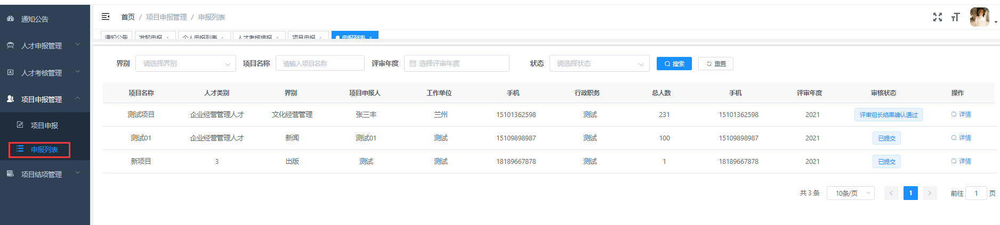 通知公告
人才申报管理
人才考核管理
项目申报管理
项目申报
申报列表
项目结项管理
首页 / 项目申报管理 / 申报列表
通知公告 发起申报 × 个人申报列表 × 人才考核填报 × 项目申报 × 申报列表 ×
界别 请选择界别 项目名称 请输入项目名称 评审年度 选择评审年度 状态 请选择状态 搜索 重置
项目名称 人才类别 界别 项目申报人 工作单位 手机 行政职务 总人数 手机 评审年度 审核状态 操作
测试项目 企业经营管理人才 文化经营管理 张三丰 兰州 15101362598 测试 231 15101362598 2021 评审组长结果确认通过 详情
测试01 企业经营管理人才 新闻 测试01 测试 15109898987 测试 100 15109898987 2021 已提交 详情
新项目 3 出版 测试 测试 18189667878 测试 1 18189667878 2021 已提交 详情
共 3 条 10条/页 1 前往 1 页